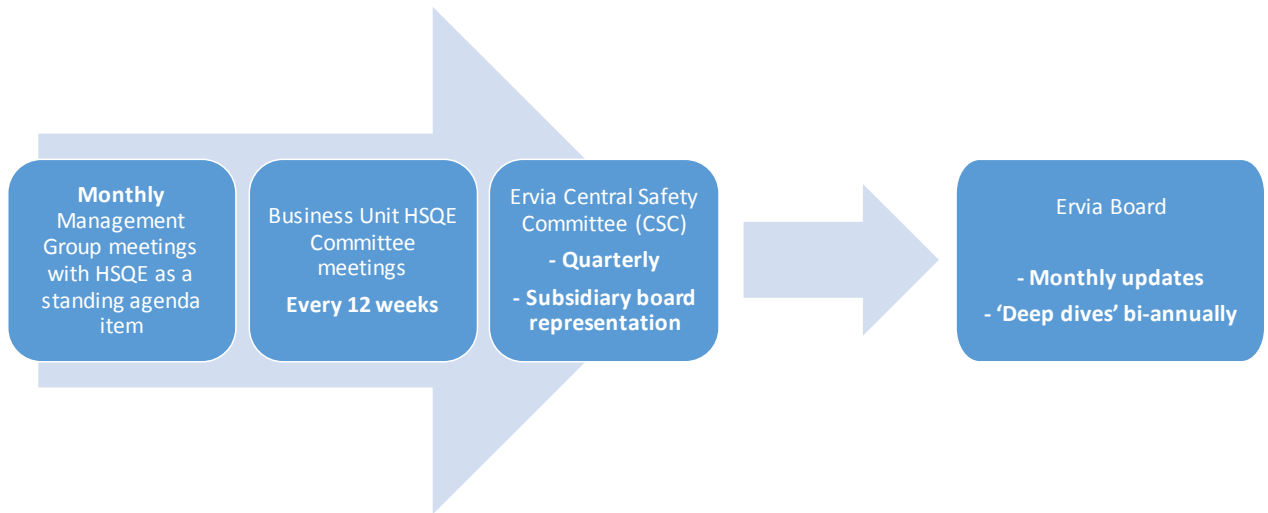 Monthly
Management
Group meetings
with HSQE as a
standing agenda
item
Business Unit HSQE
Committee
meetings
Every 12 weeks
Ervia Central Safety
Committee (CSC)
- Quarterly
- Subsidiary board
representation
Ervia Board
- Monthly updates
- ‘Deep dives’ bi-annually